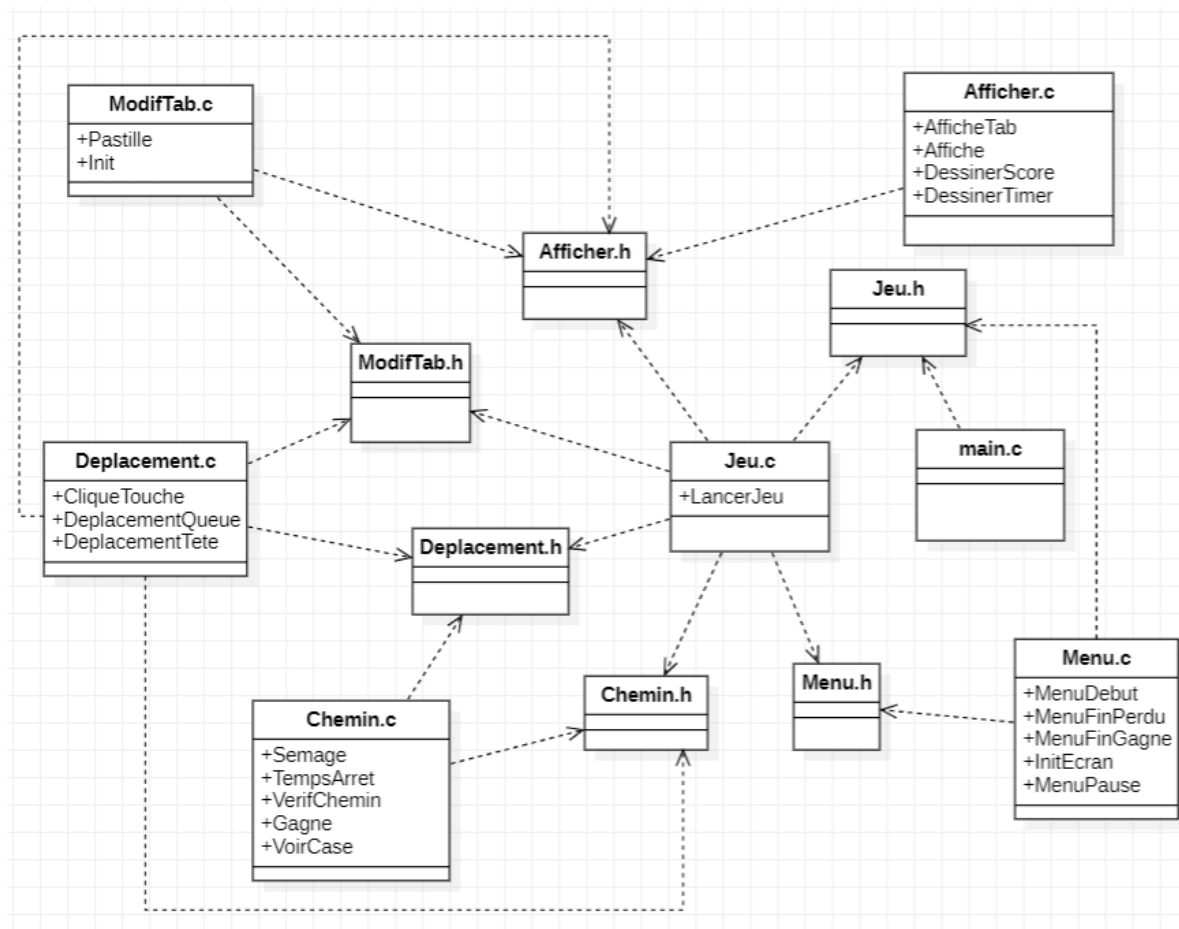 ModifTab.c
+Pastille
+Init
Afficher.c
+AfficheTab
+Affiche
+DessinerScore
+DessinerTimer
Afficher.h
Jeu.h
ModifTab.h
Deplacement.c
+CliqueTouche
+DeplacementQueue
+DeplacementTete
Jeu.c
+LancerJeu
main.c
Deplacement.h
Chemin.c
+Semage
+TempsArret
+VerifChemin
+Gagne
+VoirCase
Chemin.h
Menu.h
Menu.c
+MenuDebut
+MenuFinPerdu
+MenuFinGagne
+InitEcran
+MenuPause